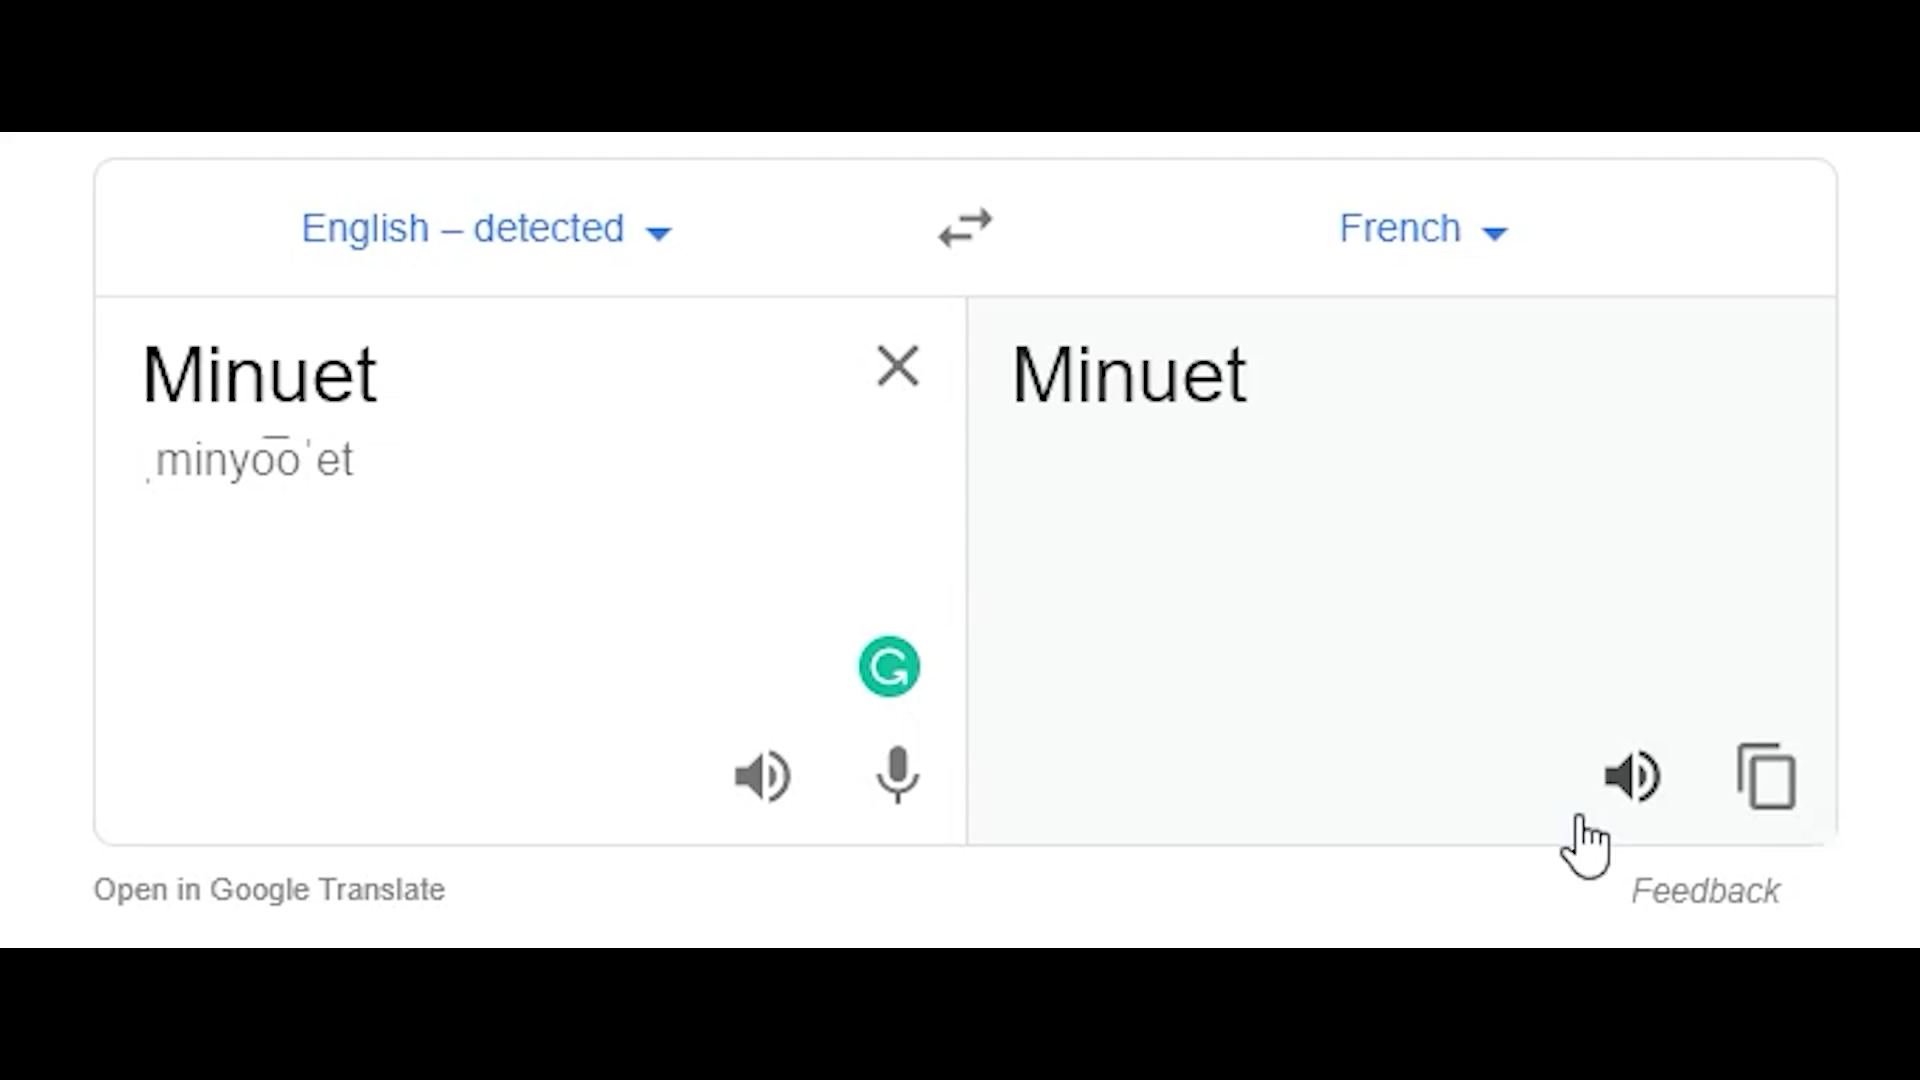 English – detected
French
Minuet
Minuet
ˌminyo͞oˈet
Open in Google Translate
Feedback